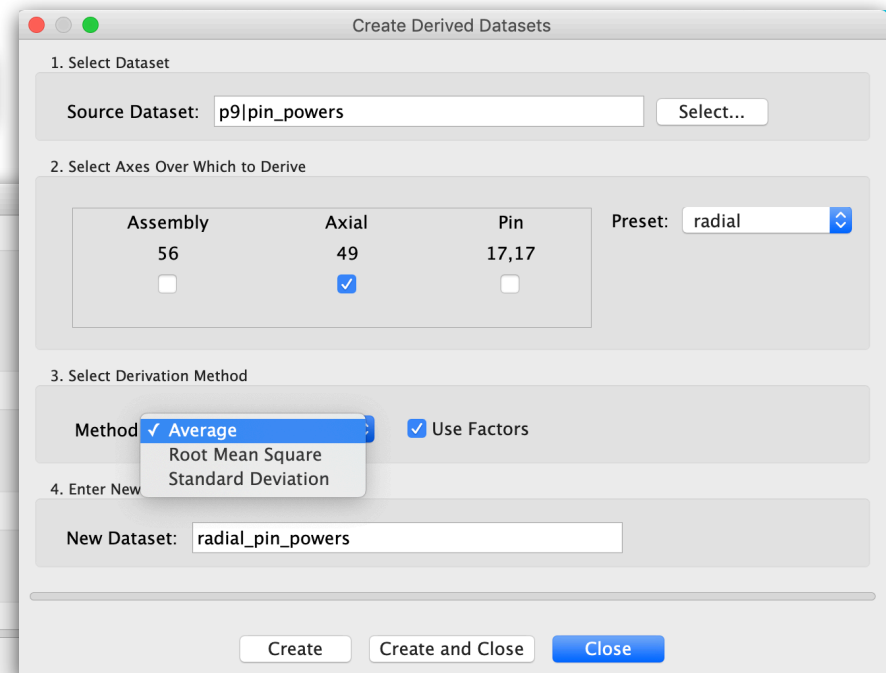 Create Derived Datasets
1. Select Dataset
Source Dataset: p9|pin_powers Select...
2. Select Axes Over Which to Derive
Assembly Axial Pin Preset: radial
56 49 17,17
3. Select Derivation Method
Method ✓ Average Use Factors
Root Mean Square
Standard Deviation
4. Enter New
New Dataset: radial_pin_powers
Create Create and Close Close